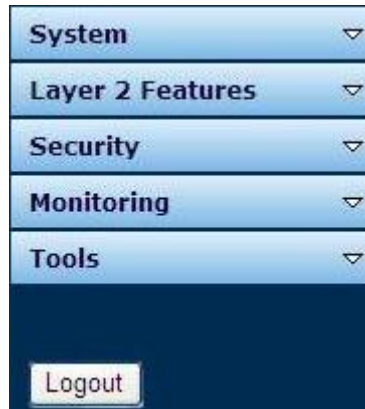 System
Layer 2 Features
Security
Monitoring
Tools
Logout